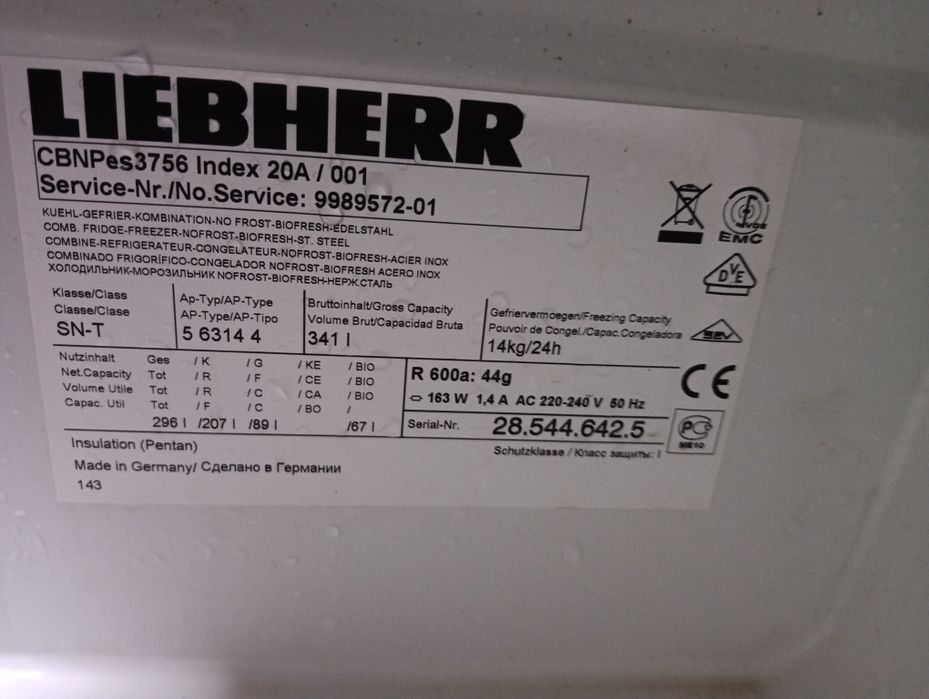 LIEBHERR
CBNPes3756 Index 20A / 001
Service-Nr./No.Service: 9989572-01
KUEHL-GEFRIER-KOMBINATION-NO FROST-BIOFRESH-EDELSTAHL
COMB. FRIDGE-FREEZER-NOFROST-BIOFRESH-ST. STEEL
COMBINE-REFRIGERATEUR-CONGELATEUR-NOFROST-BIOFRESH-ACIER INOX
COMBINADO FRIGORÍFICO-CONGELADOR NOFROST-BIOFRESH ACERO INOX
ХОЛОДИЛЬНИК-МОРОЗИЛЬНИК NOFROST-BIOFRESH-НЕРЖ.СТАЛЬ
EMC
DVE
Klasse/Class
Classe/Clase
SN-T
Ap-Typ/AP-Type
AP-Type/AP-Tipo
5 6314 4
Bruttoinhalt/Gross Capacity
Volume Brut/Capacidad Bruta
341 l
Gefriervermoegen/Freezing Capacity
Pouvoir de Congel./Capac.Congeladora
14kg/24h
SEV
Nutzinhalt Ges / K / G / KE / BIO
Net.Capacity Tot / R / F / CE / BIO
Volume Utile Tot / R / C / CA / BIO
Capac. Util Tot / F / C / BO /
296 l /207 l /89 l /67 l
R 600a: 44g
163 W 1,4 A AC 220-240 V 50 Hz
CE
Serial-Nr. 28.544.642.5
PC
ME10
Schutzklasse / Класс защиты: I
Insulation (Pentan)
Made in Germany/ Сделано в Германии
143